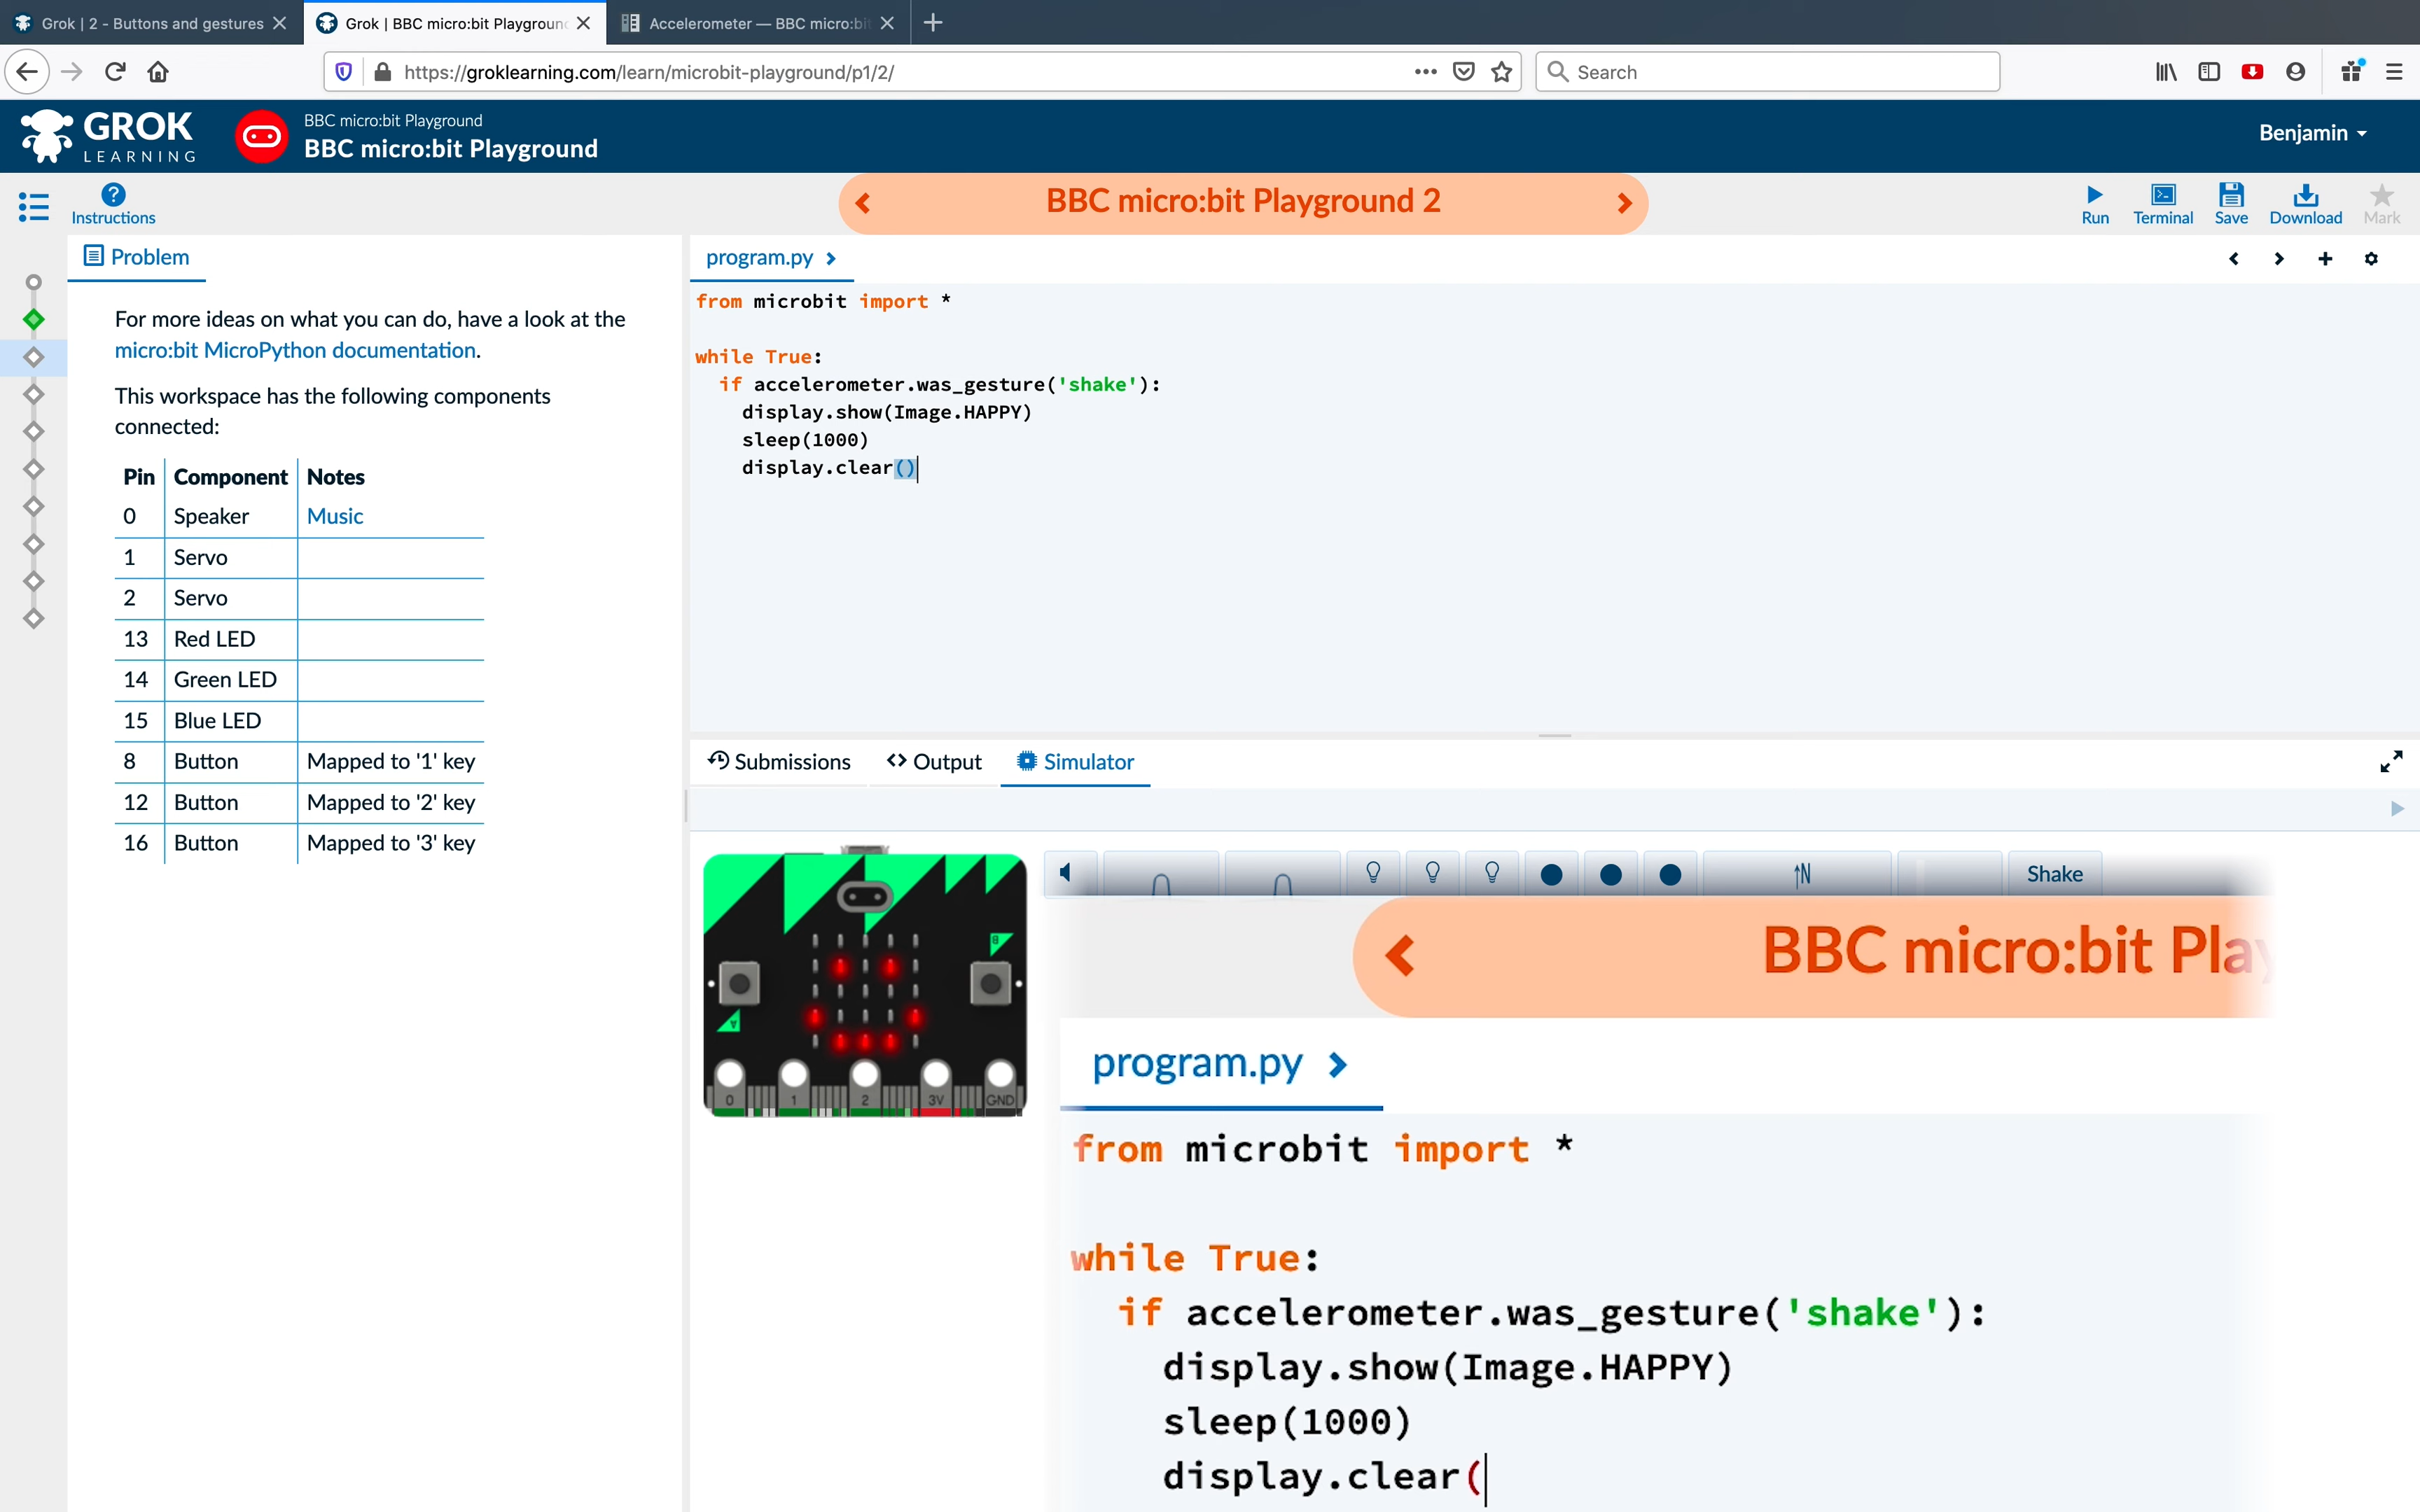 Grok | 2 - Buttons and gestures
Grok | BBC micro:bit Playground
Accelerometer — BBC micro:bit
https://groklearning.com/learn/microbit-playground/p1/2/
Search
GROK
LEARNING
BBC micro:bit Playground
BBC micro:bit Playground
Benjamin
Instructions
BBC micro:bit Playground 2
Run
Terminal
Save
Download
Mark
Problem
For more ideas on what you can do, have a look at the
micro:bit MicroPython documentation.
This workspace has the following components
connected:
Pin Component Notes
0 Speaker Music
1 Servo
2 Servo
13 Red LED
14 Green LED
15 Blue LED
8 Button Mapped to '1' key
12 Button Mapped to '2' key
16 Button Mapped to '3' key
program.py
from microbit import *
while True:
if accelerometer.was_gesture('shake'):
display.show(Image.HAPPY)
sleep(1000)
display.clear()
Submissions
Output
Simulator
N
Shake
B
A
0 1 2 3V GND
BBC micro:bit Play
program.py
from microbit import *
while True:
if accelerometer.was_gesture('shake'):
display.show(Image.HAPPY)
sleep(1000)
display.clear(